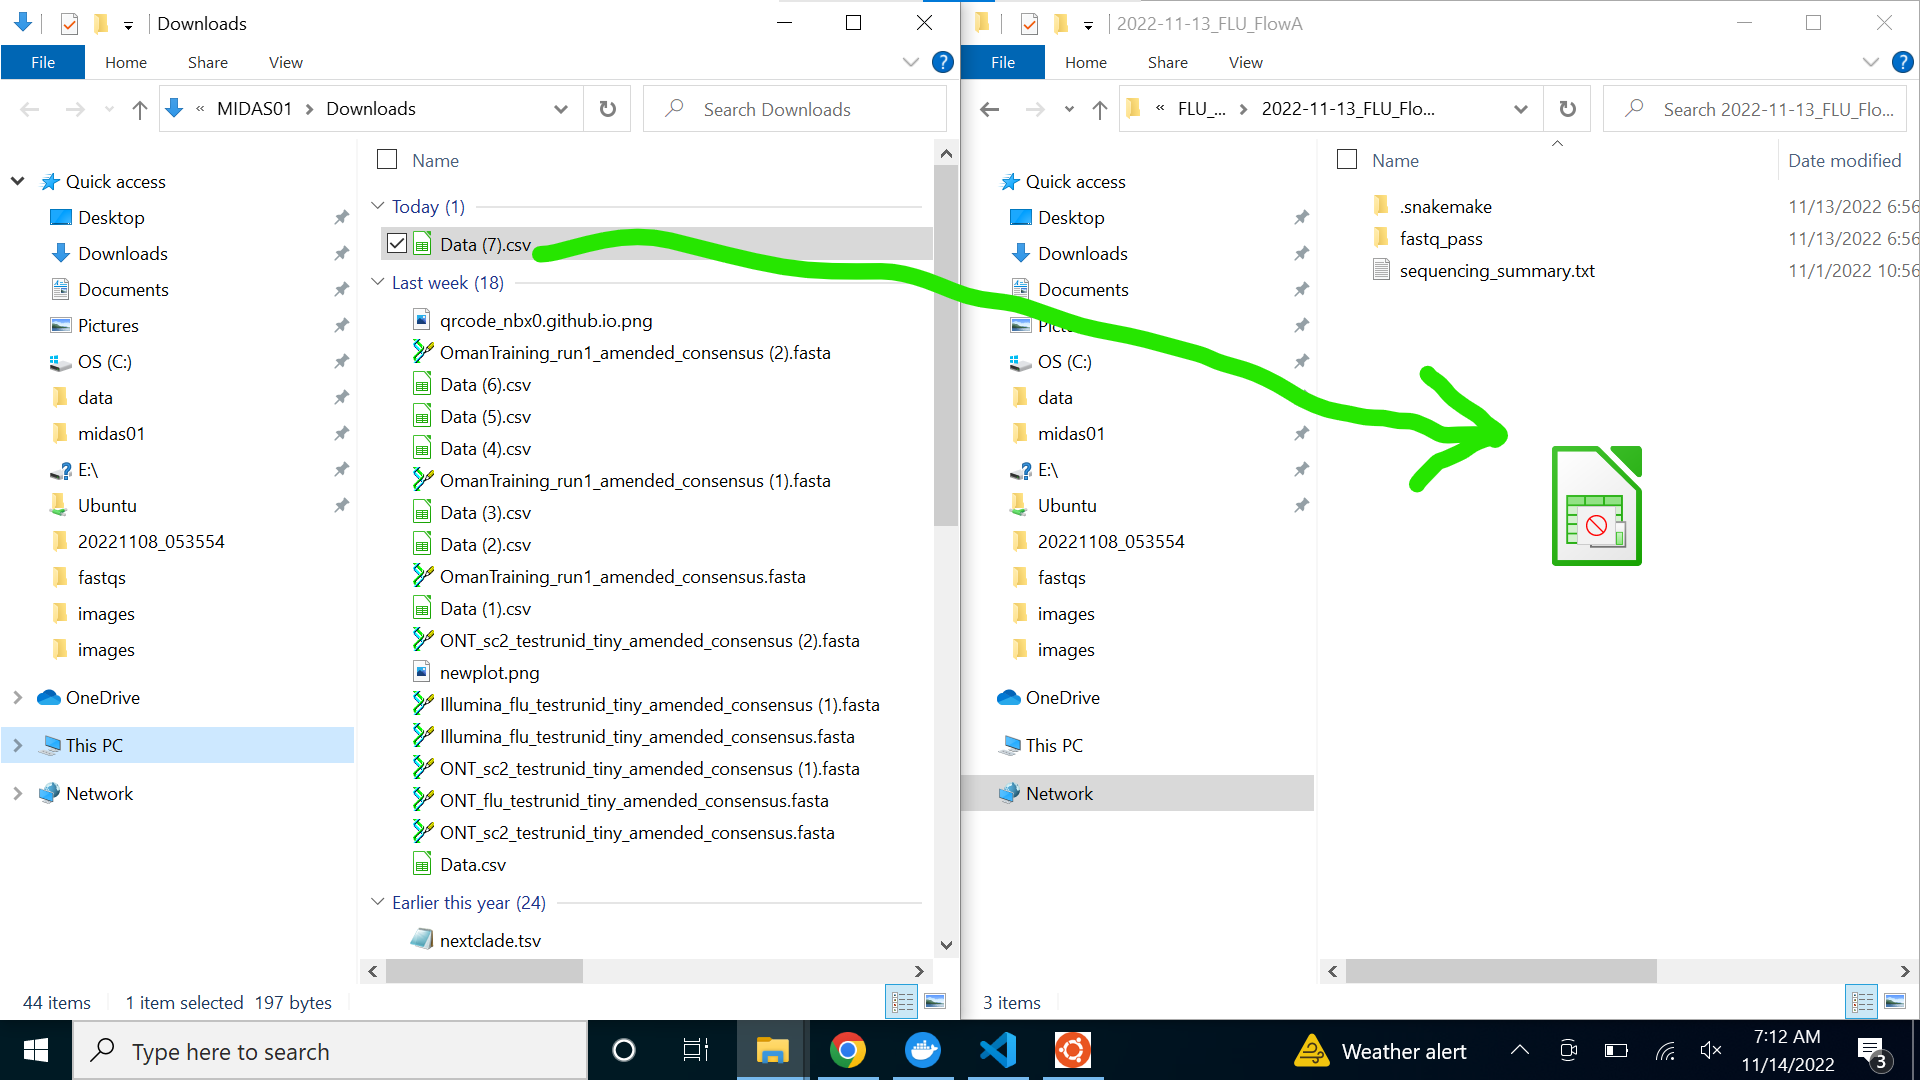 Downloads
File
Home
Share
View
?
« MIDAS01 > Downloads
Search Downloads
Quick access
Desktop
Downloads
Documents
Pictures
OS (C:)
data
midas01
E:\
Ubuntu
20221108_053554
fastqs
images
images
OneDrive
This PC
Network
Name
Today (1)
Data (7).csv
Last week (18)
qrcode_nbx0.github.io.png
OmanTraining_run1_amended_consensus (2).fasta
Data (6).csv
Data (5).csv
Data (4).csv
OmanTraining_run1_amended_consensus (1).fasta
Data (3).csv
Data (2).csv
OmanTraining_run1_amended_consensus.fasta
Data (1).csv
ONT_sc2_testrunid_tiny_amended_consensus (2).fasta
newplot.png
Illumina_flu_testrunid_tiny_amended_consensus (1).fasta
Illumina_flu_testrunid_tiny_amended_consensus.fasta
ONT_sc2_testrunid_tiny_amended_consensus (1).fasta
ONT_flu_testrunid_tiny_amended_consensus.fasta
ONT_sc2_testrunid_tiny_amended_consensus.fasta
Data.csv
Earlier this year (24)
nextclade.tsv
44 items
1 item selected 197 bytes
2022-11-13_FLU_FlowA
File
Home
Share
View
?
« FLU_... > 2022-11-13_FLU_Flo...
Search 2022-11-13_FLU_Flo...
Quick access
Desktop
Downloads
Documents
OS (C:)
data
midas01
E:\
Ubuntu
20221108_053554
fastqs
images
images
OneDrive
This PC
Network
Name
Date modified
.snakemake
11/13/2022 6:56
fastq_pass
11/13/2022 6:56
sequencing_summary.txt
11/1/2022 10:56
3 items
Type here to search
Weather alert
7:12 AM
11/14/2022
3